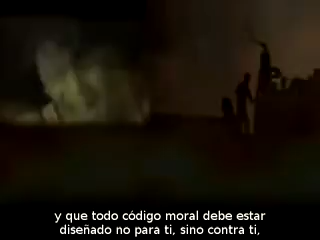 y que todo código moral debe estar
diseñado no para ti, sino contra ti,